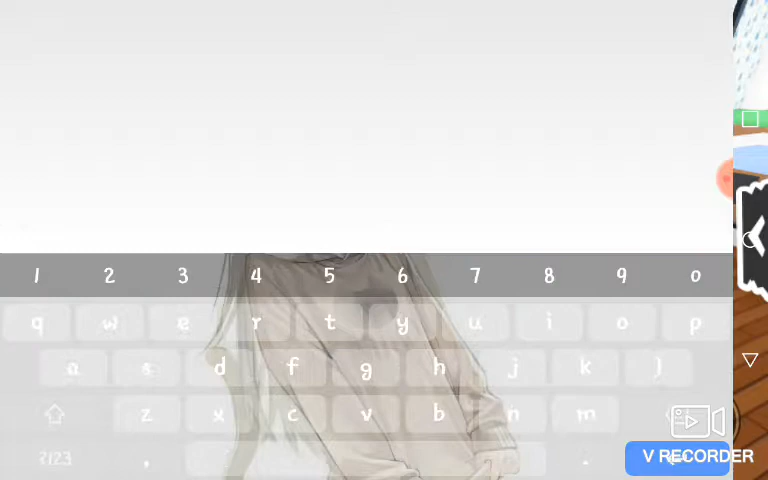 1 2 3 4 5 6 7 8 9 0
q w e r t y u i o p
a s d f g h j k l
z x c v b n m
?123 , .
V RECORDER